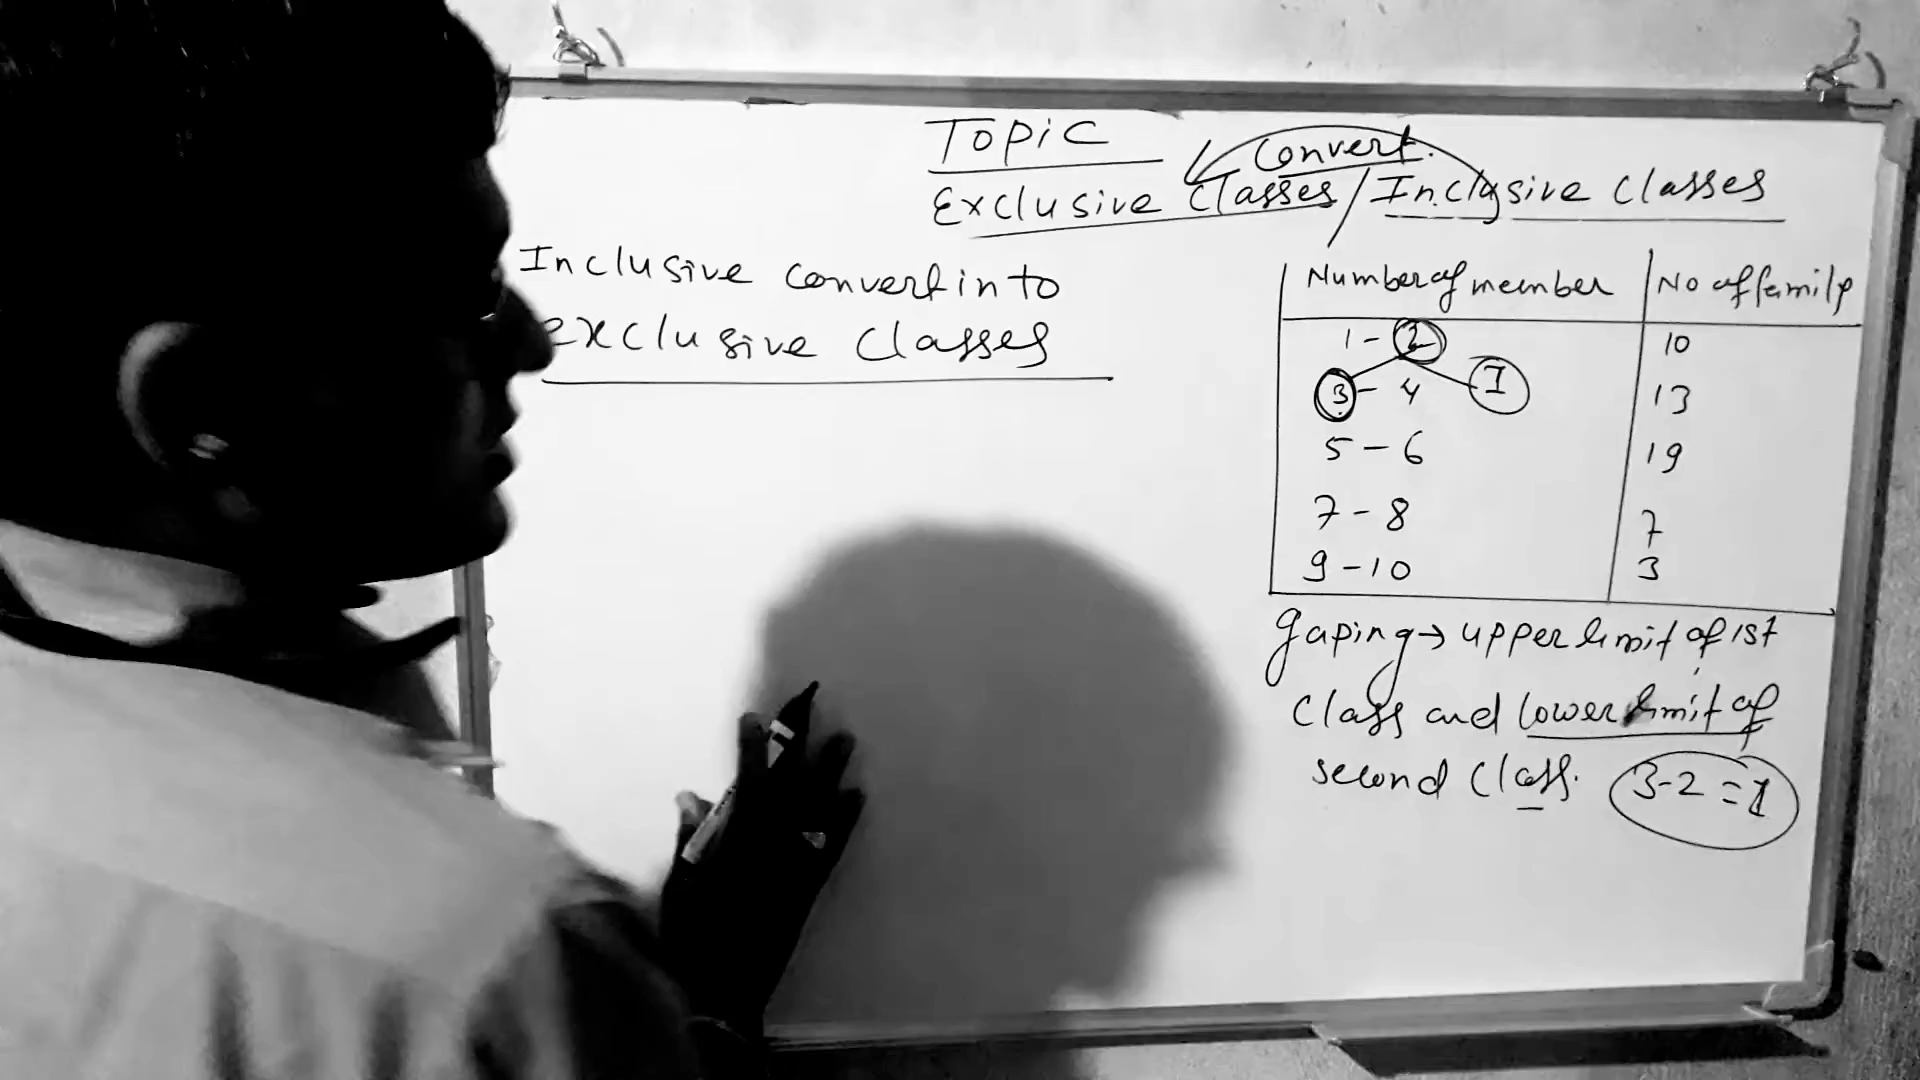 Topic
Convert.
Exclusive Classes / Inclusive Classes
Inclusive convert in to
exclusive Classes
Number of member | No of family
1 - 2 | 10
3 - 4 | 13
I
5 - 6 | 19
7 - 8 | 7
9 - 10 | 3
gaping → upper limit of 1st
Class and lower limit of
second Class. 3-2 = 1